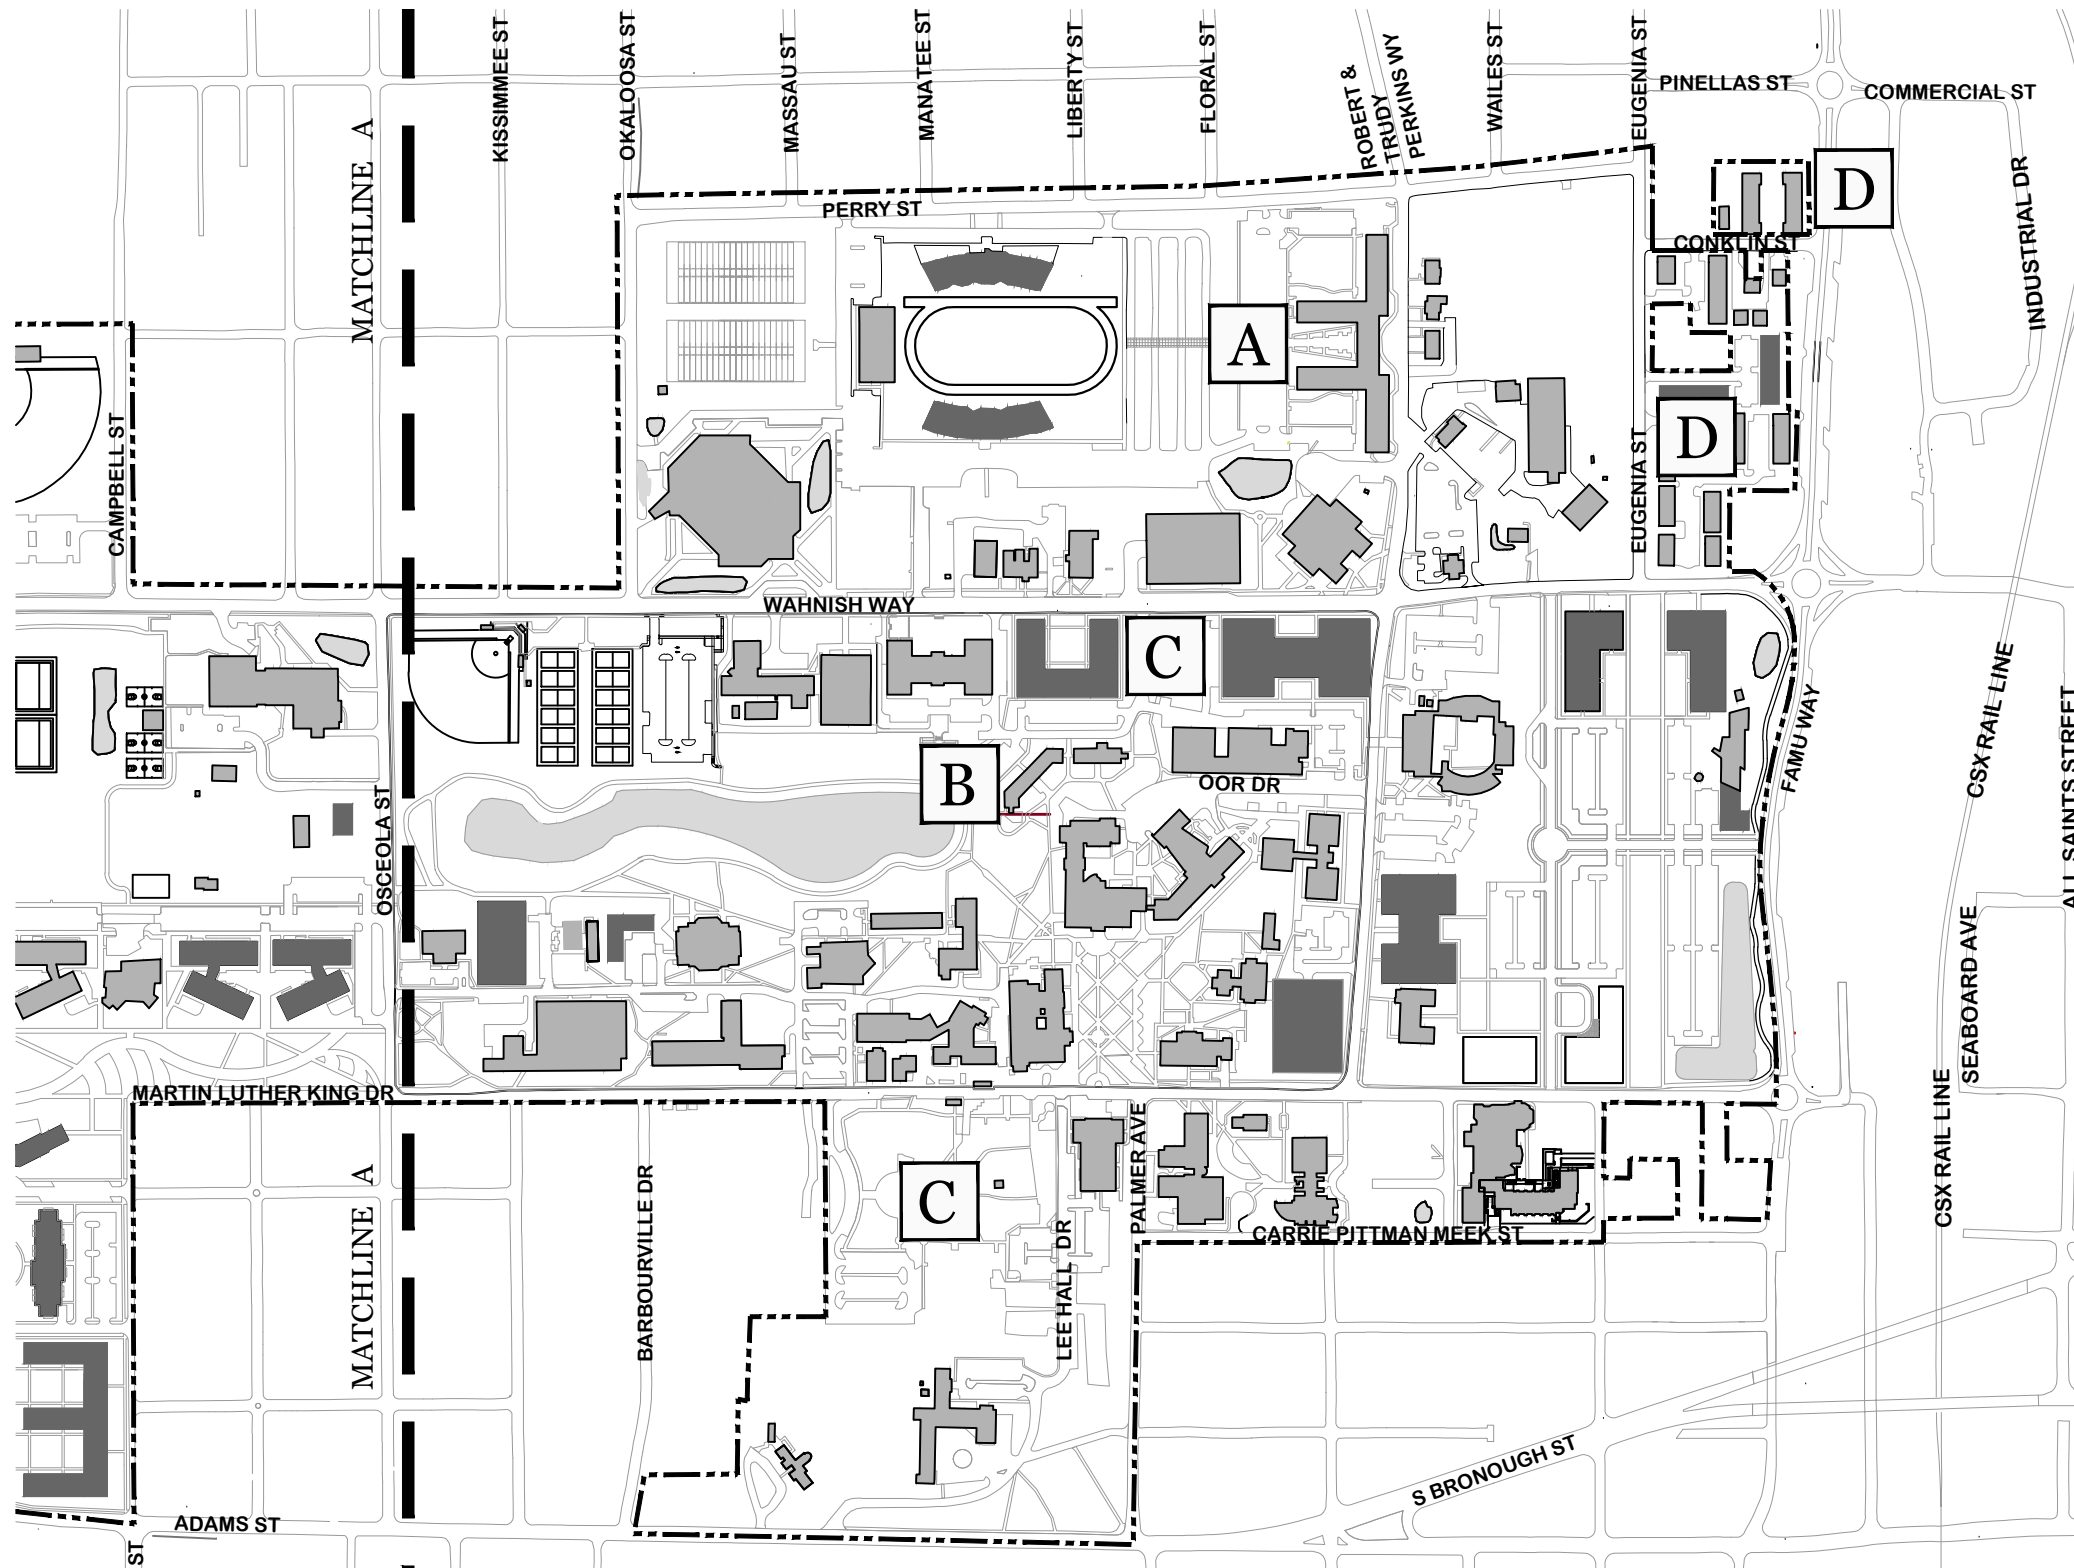 KISSIMMEE ST
OKALOOSA ST
MASSAU ST
MANATEE ST
LIBERTY ST
FLORAL ST
ROBERT &
TRUDY
PERKINS WY
WAILES ST
EUGENIA ST
PINELLAS ST
COMMERCIAL ST
MATCHLINE A
PERRY ST
D
CONKLIN ST
INDUSTRIAL DR
A
CAMPBELL ST
D
EUGENIA ST
WAHNISH WAY
C
CSX RAIL LINE
ALL SAINTS STREET
FAMU WAY
B
OOR DR
OSCEOLA ST
SEABOARD AVE
MARTIN LUTHER KING DR
CSX RAIL LINE
PALMER AVE
C
MATCHLINE A
BARBOURVILLE DR
LEE HALL DR
CARRIE PITTMAN MEEK ST
S BRONOUGH ST
ADAMS ST
ST